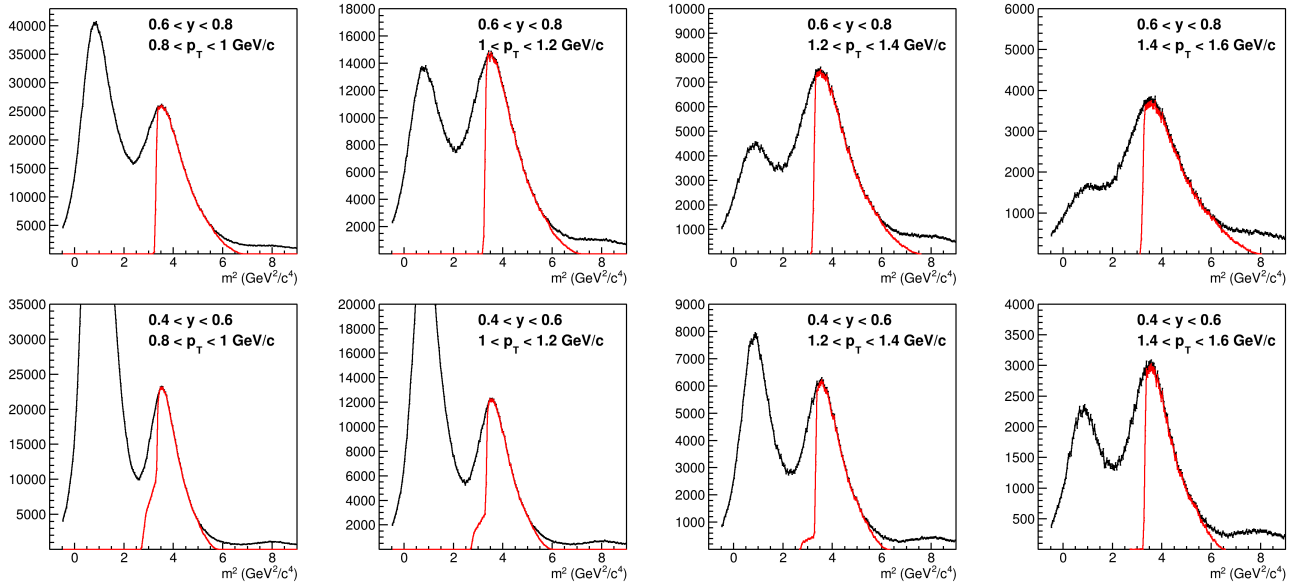 40000
35000
30000
25000
20000
15000
10000
5000
0.6 < y < 0.8
0.8 < p_T < 1 GeV/c
0 2 4 6 8
m² (GeV²/c⁴)
18000
16000
14000
12000
10000
8000
6000
4000
2000
0.6 < y < 0.8
1 < p_T < 1.2 GeV/c
0 2 4 6 8
m² (GeV²/c⁴)
10000
9000
8000
7000
6000
5000
4000
3000
2000
1000
0.6 < y < 0.8
1.2 < p_T < 1.4 GeV/c
0 2 4 6 8
m² (GeV²/c⁴)
6000
5000
4000
3000
2000
1000
0.6 < y < 0.8
1.4 < p_T < 1.6 GeV/c
0 2 4 6 8
m² (GeV²/c⁴)
35000
30000
25000
20000
15000
10000
5000
0.4 < y < 0.6
0.8 < p_T < 1 GeV/c
0 2 4 6 8
m² (GeV²/c⁴)
20000
18000
16000
14000
12000
10000
8000
6000
4000
2000
0.4 < y < 0.6
1 < p_T < 1.2 GeV/c
0 2 4 6 8
m² (GeV²/c⁴)
9000
8000
7000
6000
5000
4000
3000
2000
1000
0.4 < y < 0.6
1.2 < p_T < 1.4 GeV/c
0 2 4 6 8
m² (GeV²/c⁴)
4000
3500
3000
2500
2000
1500
1000
500
0.4 < y < 0.6
1.4 < p_T < 1.6 GeV/c
0 2 4 6 8
m² (GeV²/c⁴)